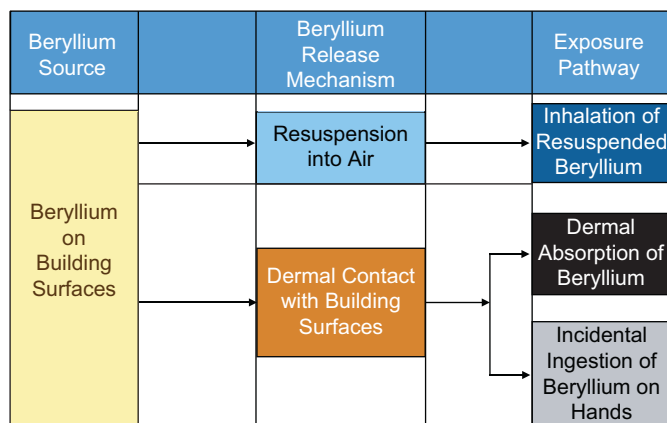 Beryllium
Source
Beryllium
Release
Mechanism
Exposure
Pathway
Beryllium
on
Building
Surfaces
Resuspension
into Air
Inhalation of
Resuspended
Beryllium
Dermal Contact
with Building
Surfaces
Dermal
Absorption of
Beryllium
Incidental
Ingestion of
Beryllium on
Hands